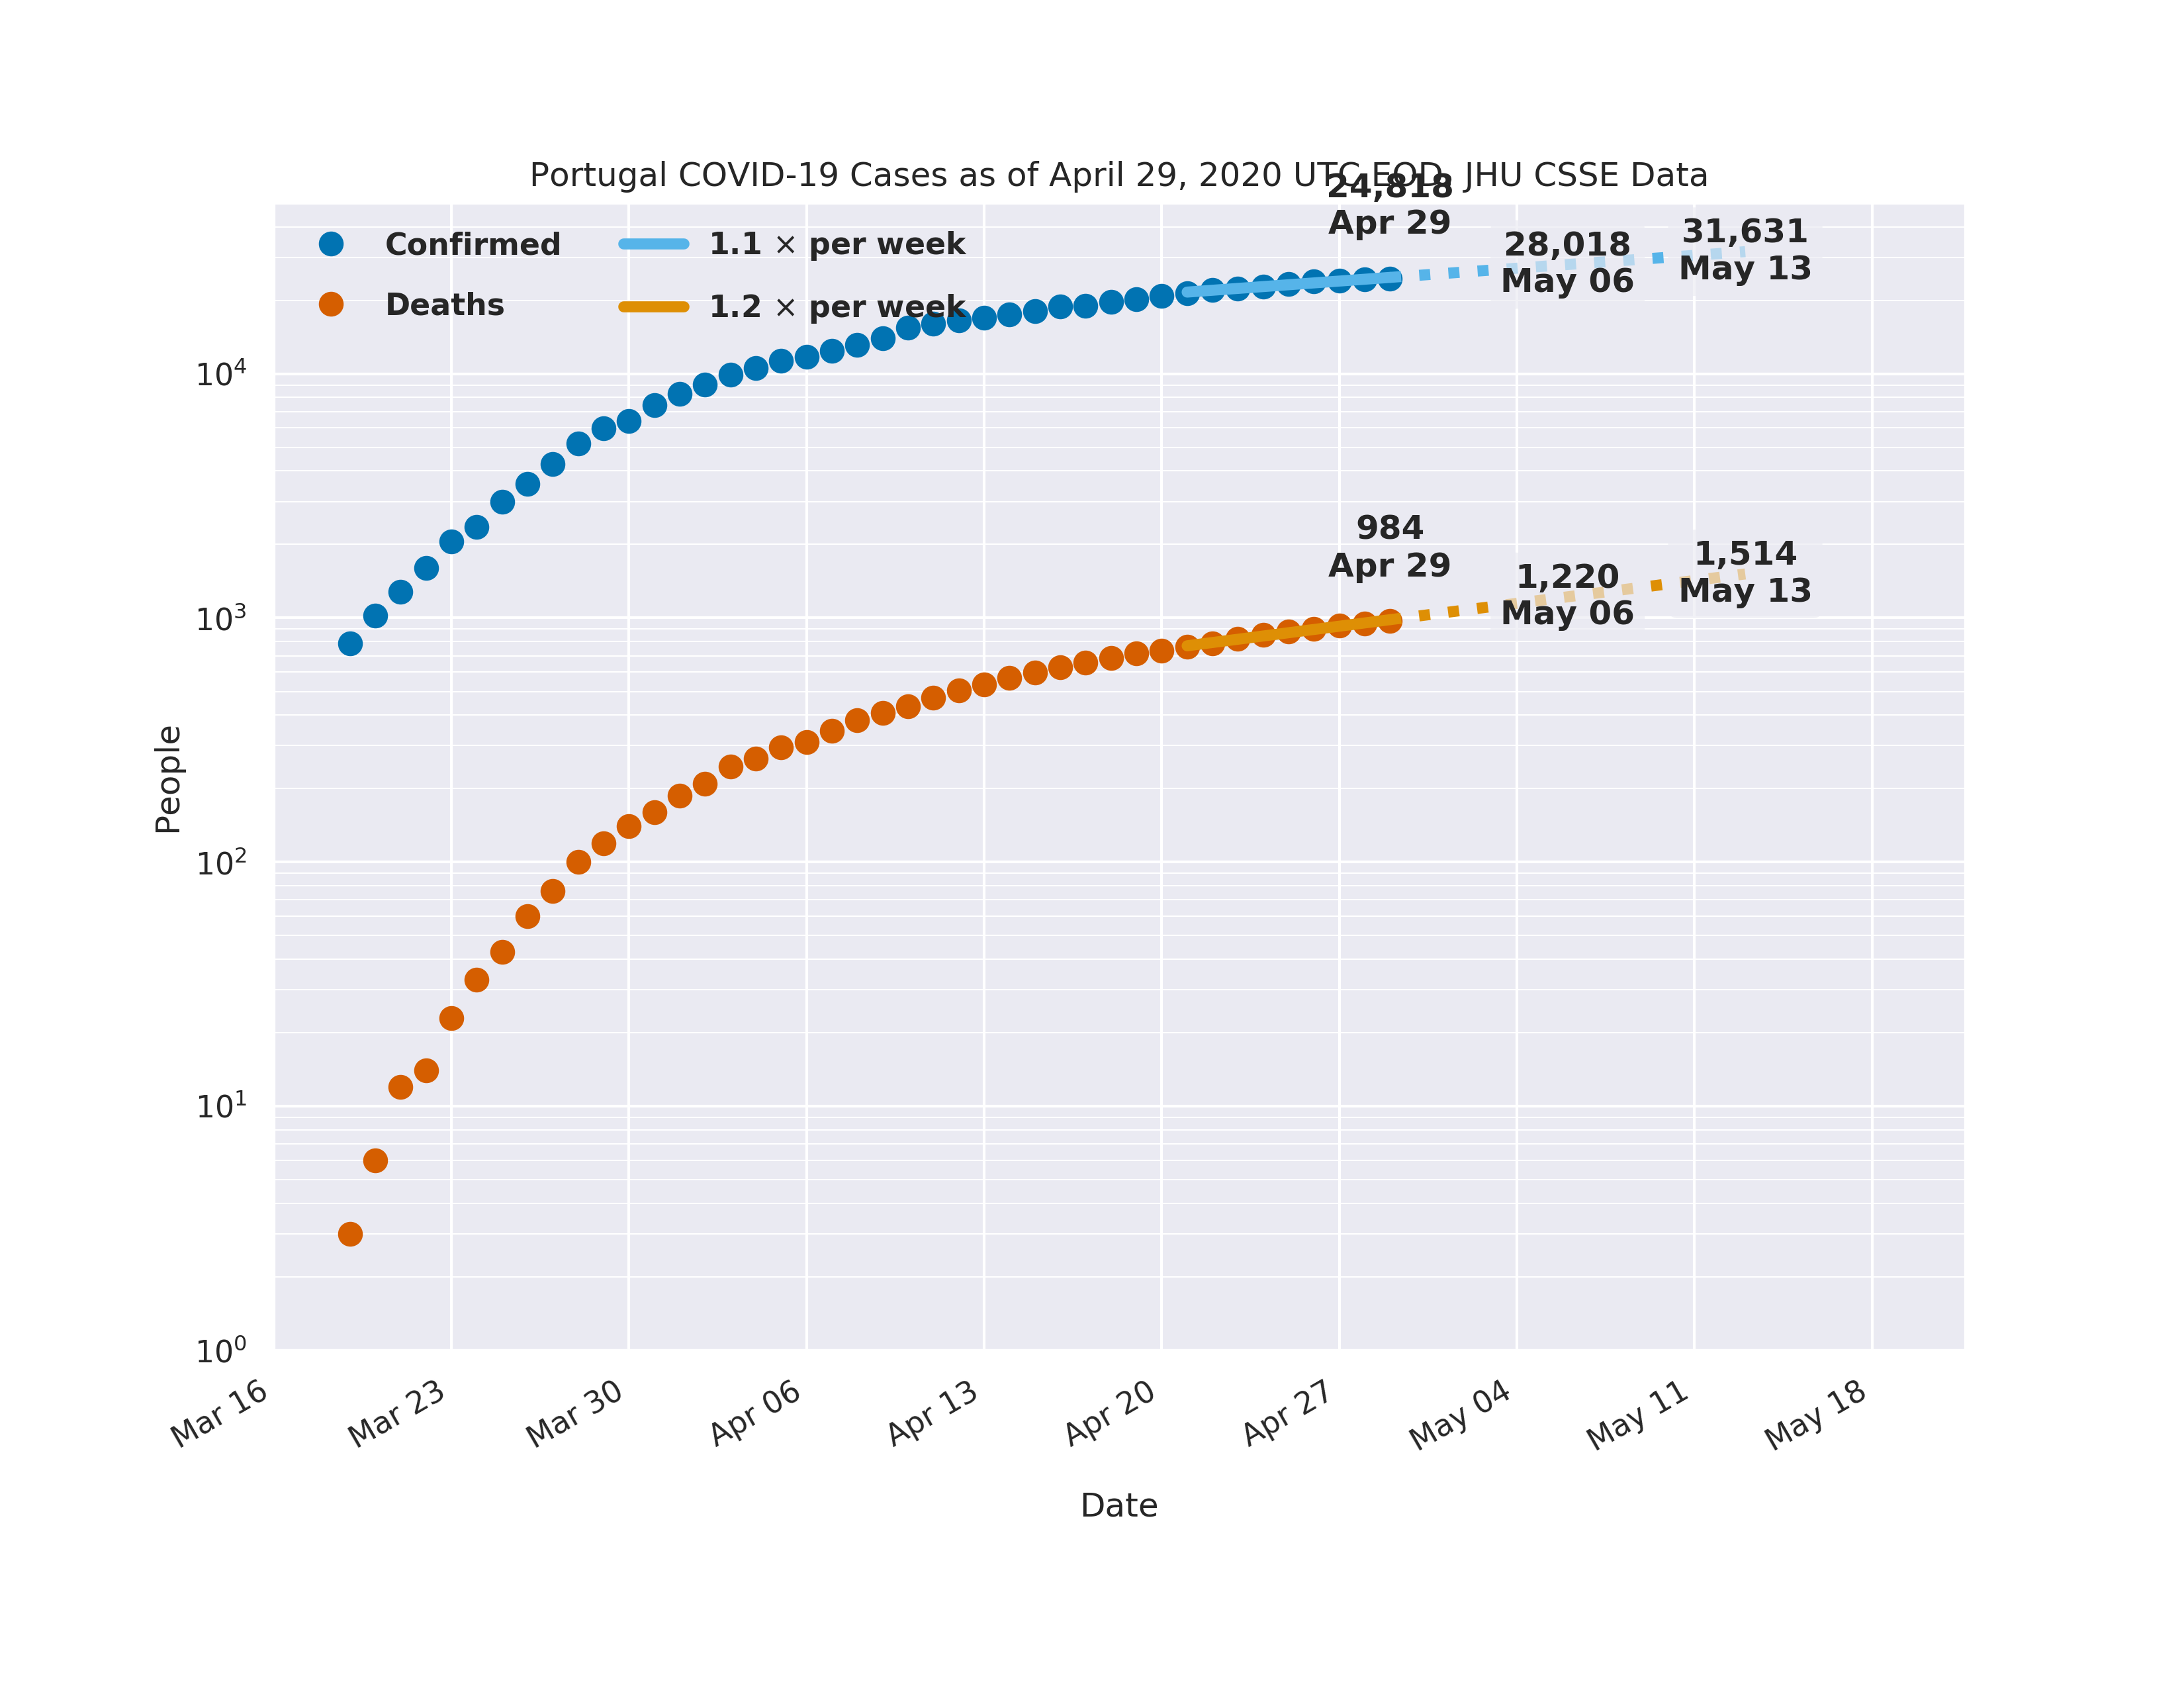 Portugal COVID-19 Cases as of April 29, 2020 UTC EOD, JHU CSSE Data
24,818
Apr 29
28,018
May 06
31,631
May 13
Confirmed
Deaths
1.1 × per week
1.2 × per week
984
Apr 29
1,220
May 06
1,514
May 13
People
10⁴
10³
10²
10¹
10⁰
Mar 16
Mar 23
Mar 30
Apr 06
Apr 13
Apr 20
Apr 27
May 04
May 11
May 18
Date